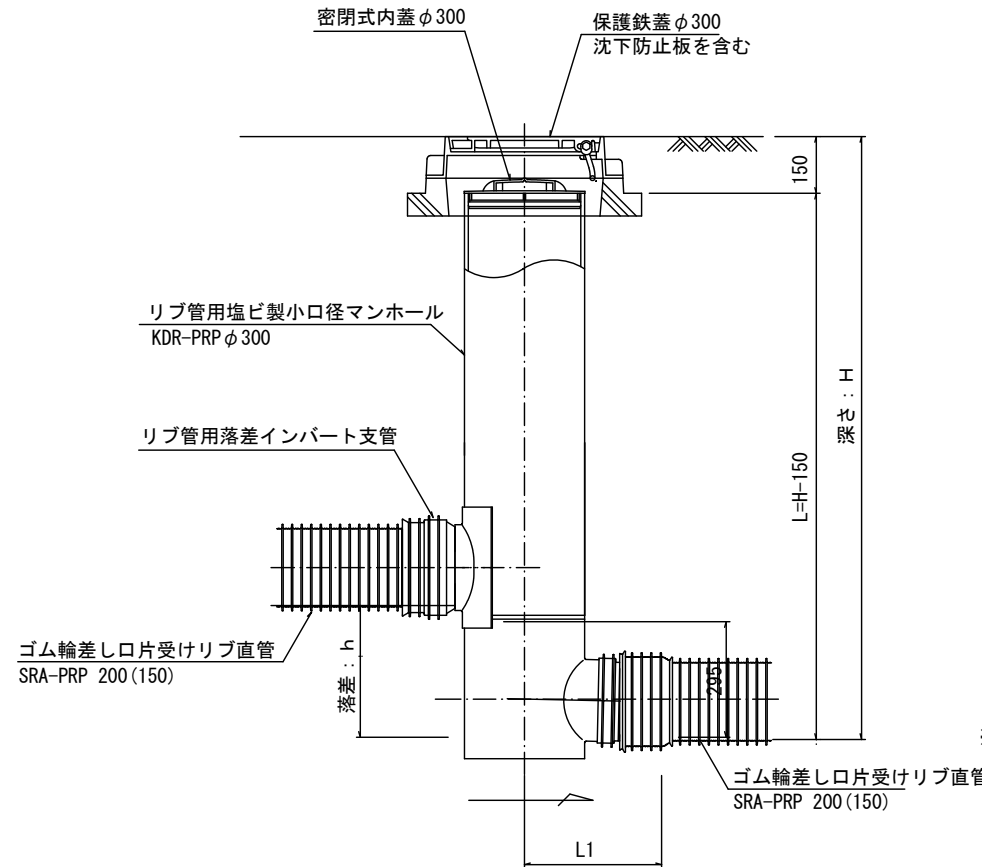 密閉式内蓋φ300
保護鉄蓋φ300
沈下防止板を含む
150
リブ管用塩ビ製小口径マンホール
KDR-PRPφ300
深さ:H
リブ管用落差インバート支管
L=H-150
ゴム輪差し口片受けリブ直管
SRA-PRP 200(150)
落差:h
295
ゴム輪差し口片受けリブ直管
SRA-PRP 200(150)
L1